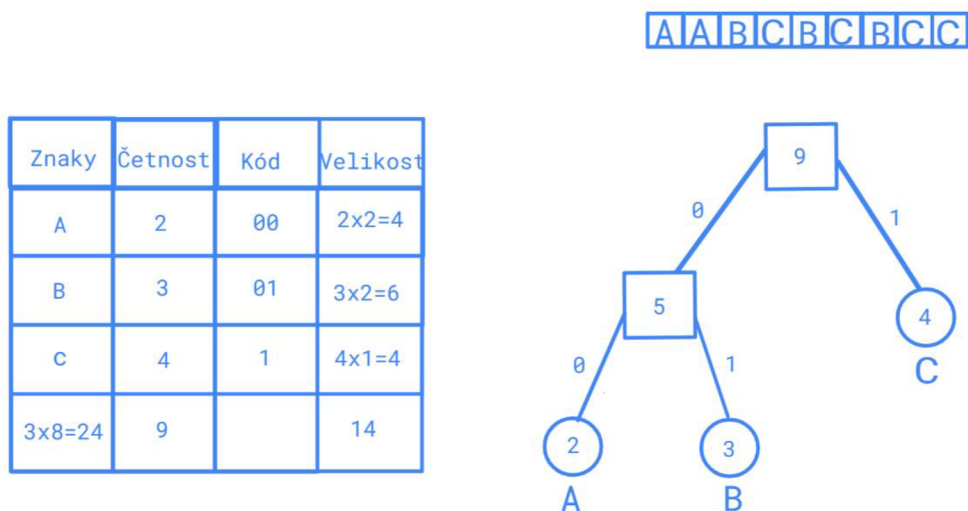 A A B C B C B C C
Znaky Četnost Kód Velikost
A 2 00 2x2=4
B 3 01 3x2=6
C 4 1 4x1=4
3x8=24 9 14
9
0 1
5
4
C
0 1
2 3
A B